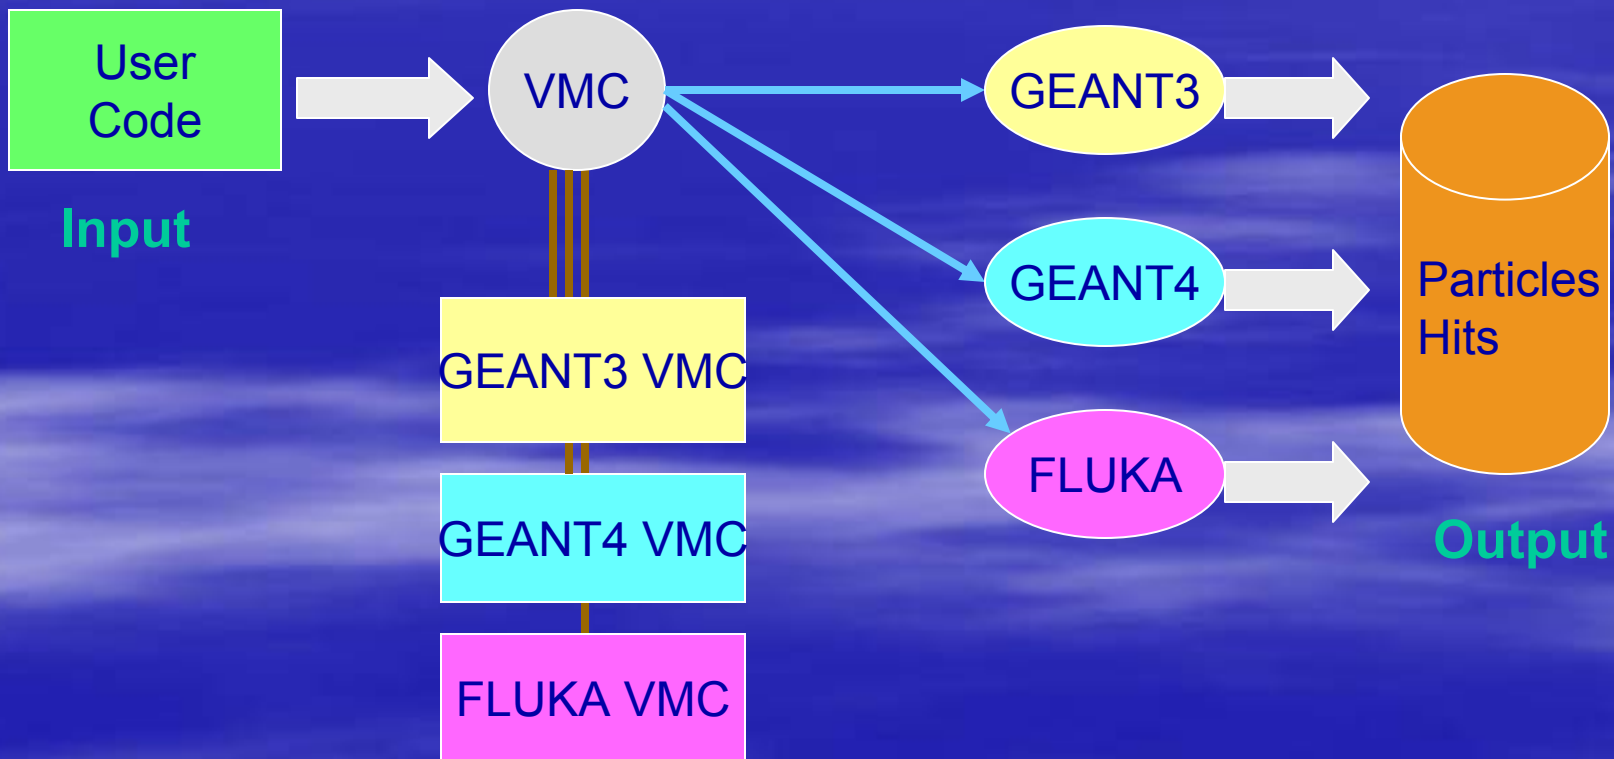 User
Code
Input
VMC
GEANT3 VMC
GEANT4 VMC
FLUKA VMC
GEANT3
GEANT4
FLUKA
Particles
Hits
Output